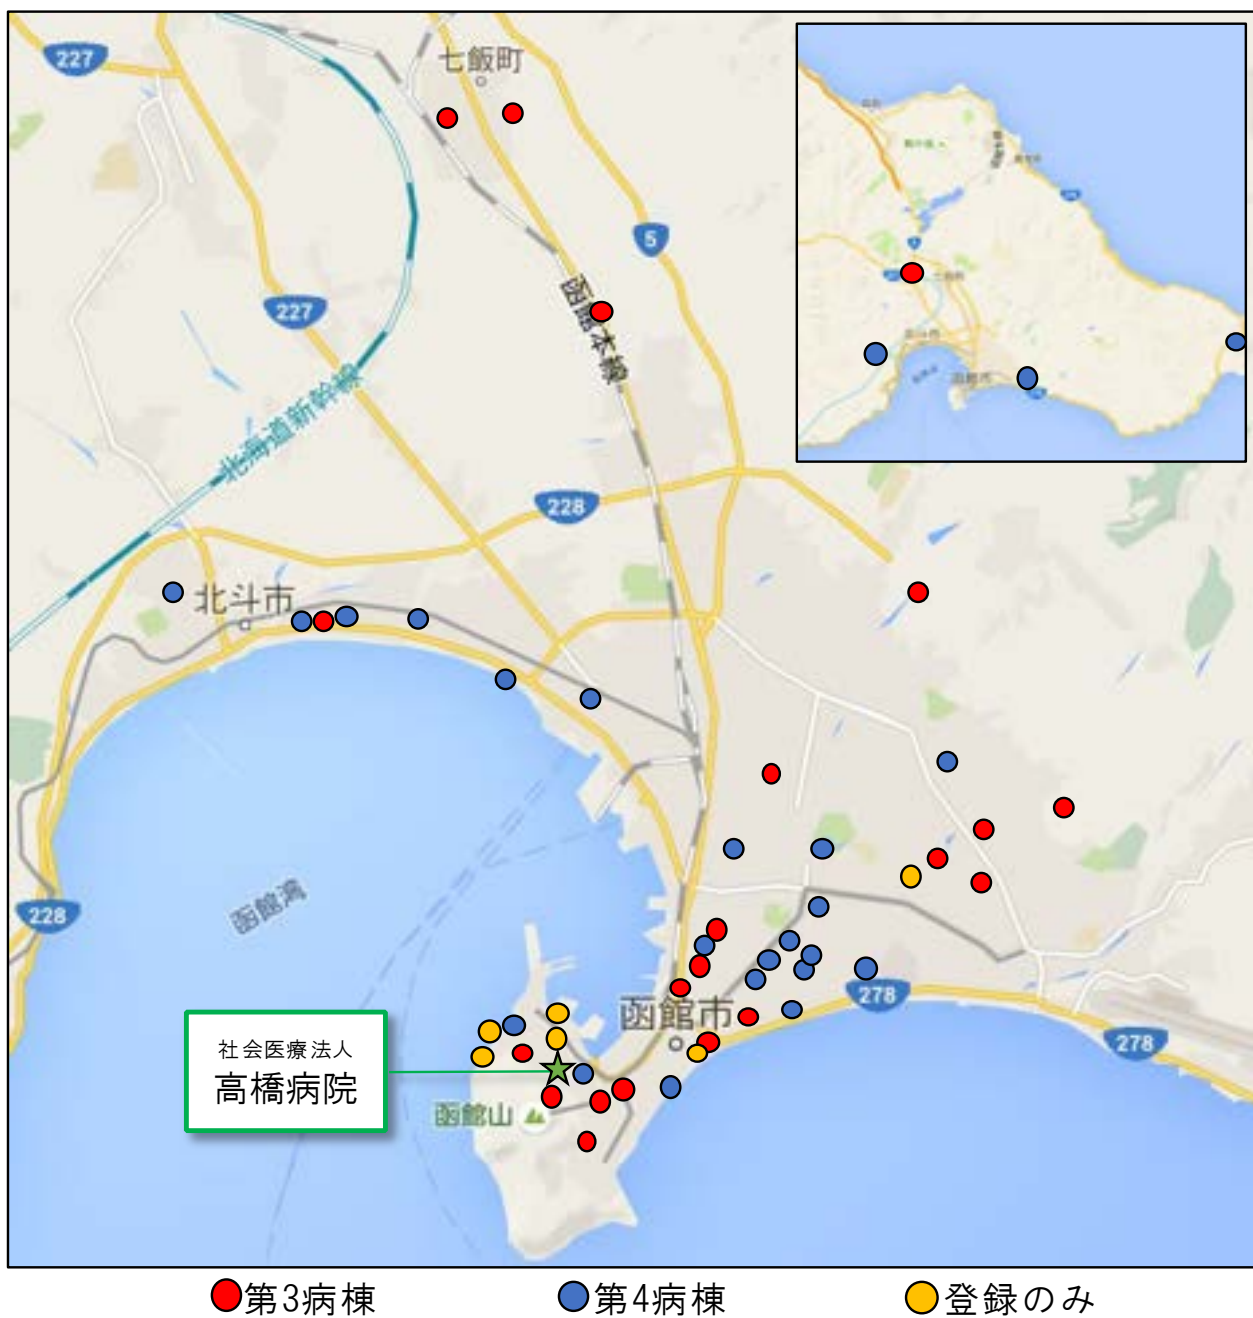 227
七飯町
5
函館本線
227
北海道新幹線
228
北斗市
函館湾
228
函館市
278
278
社会医療法人
高橋病院
函館山
第3病棟
第4病棟
登録のみ